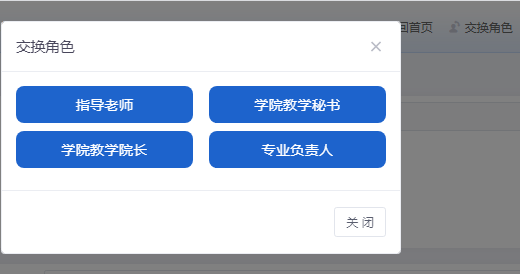 回首页 交换角色
交换角色
指导老师 学院教学秘书
学院教学院长 专业负责人
关 闭